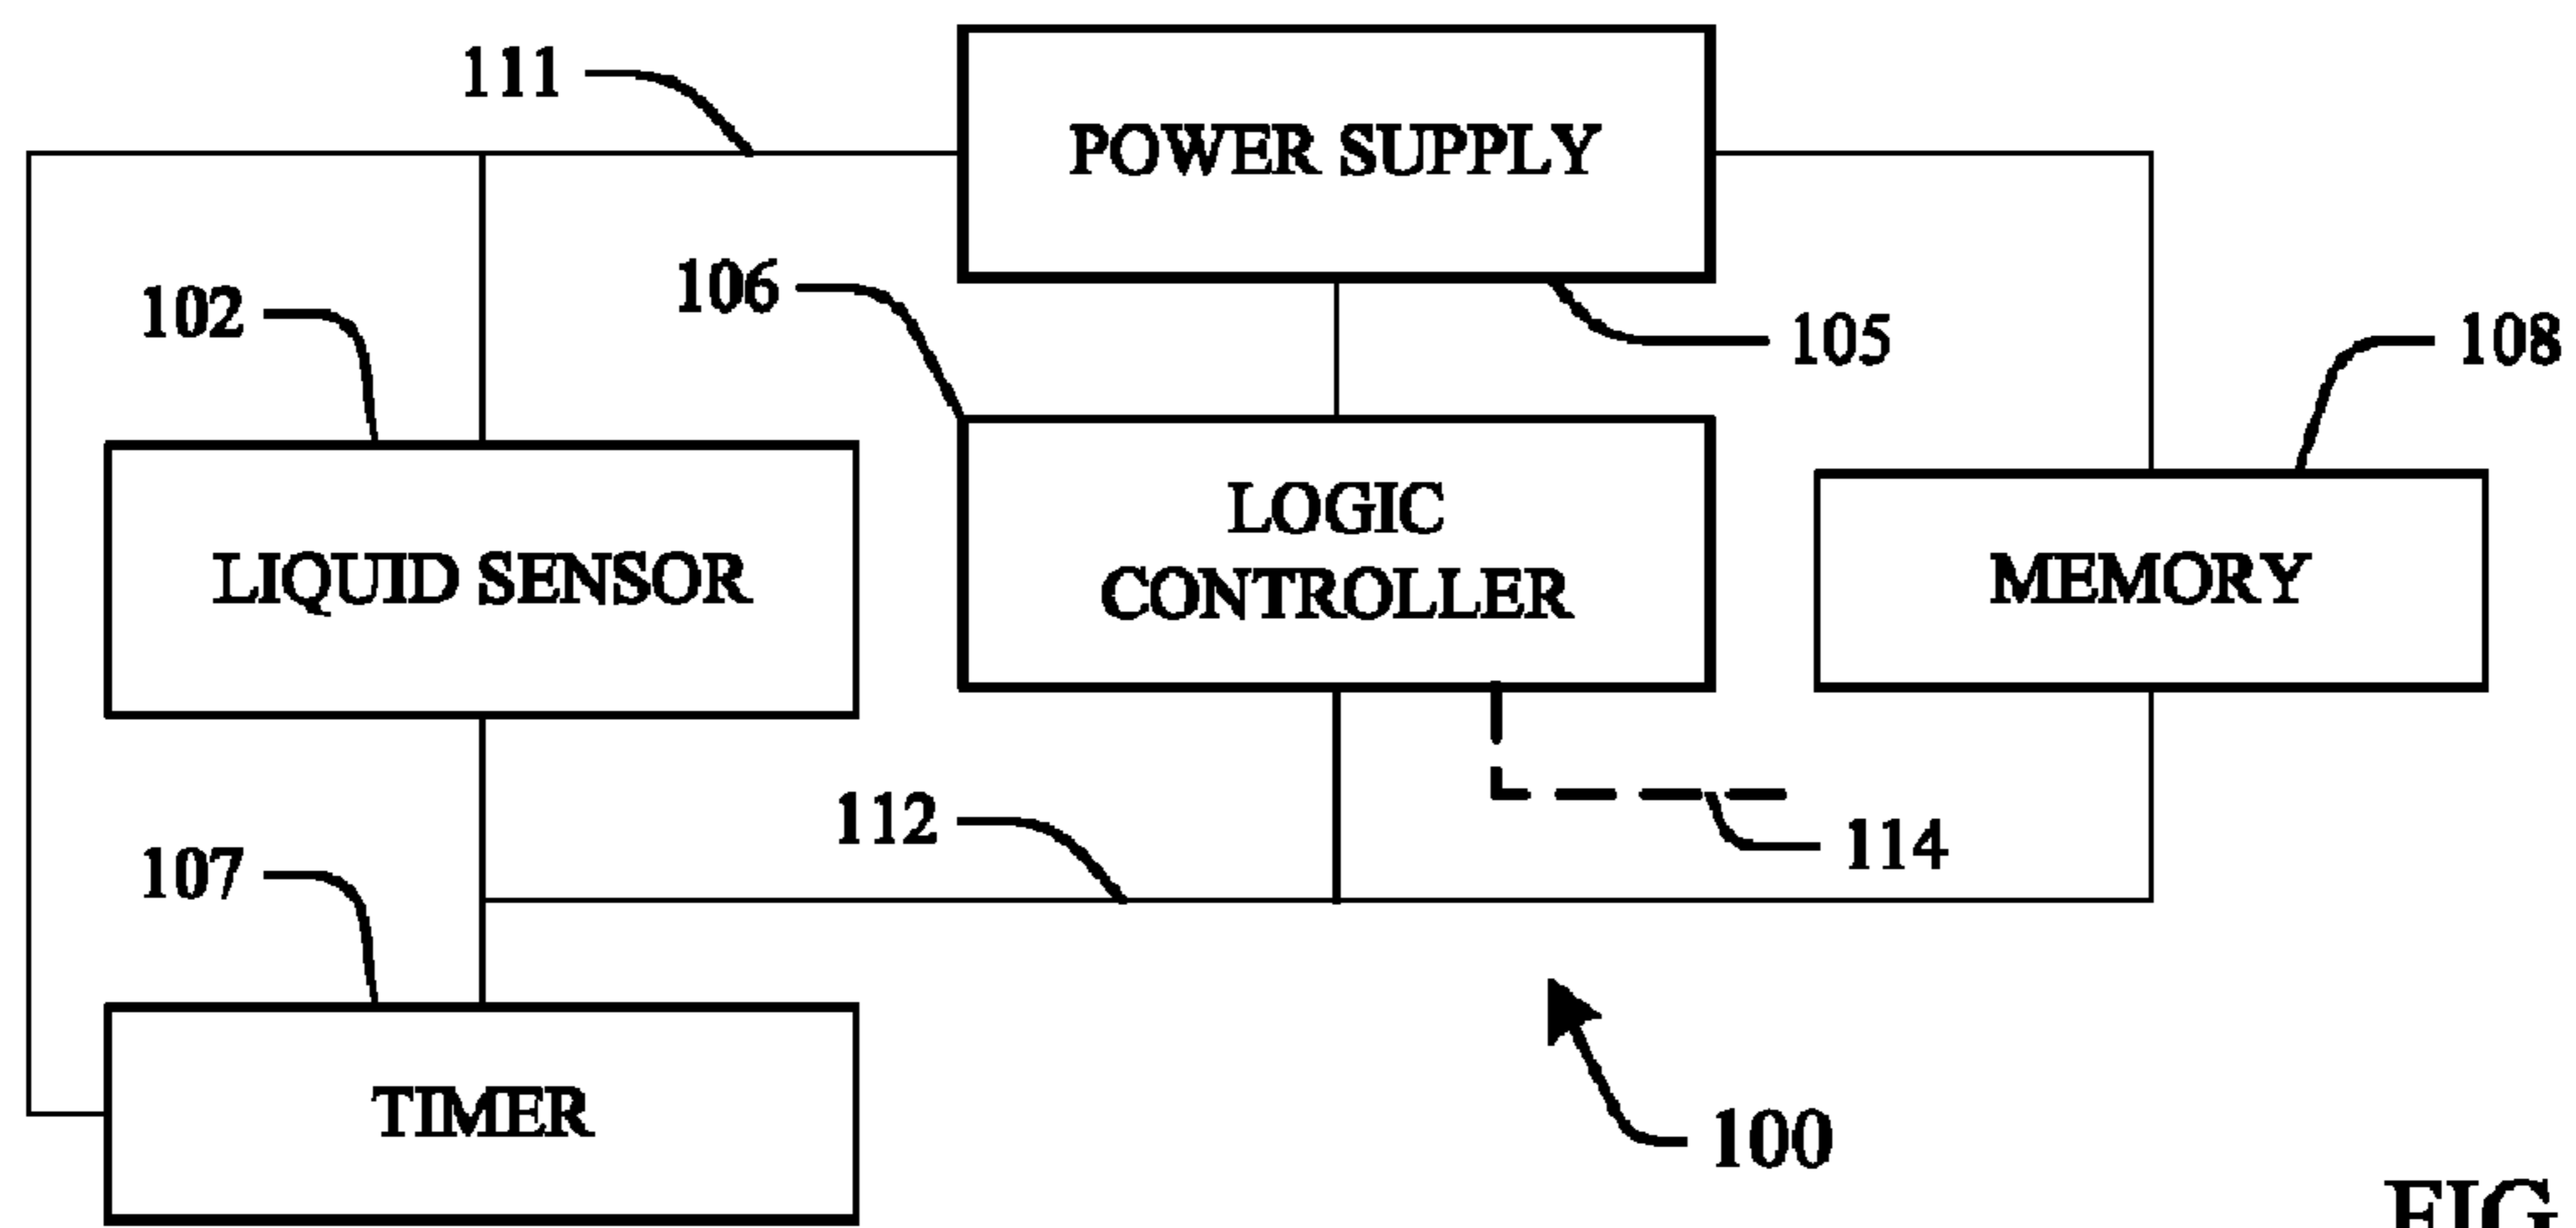 111
POWER SUPPLY
106
102
105
108
LOGIC
CONTROLLER
LIQUID SENSOR
MEMORY
112
114
107
TIMER
100